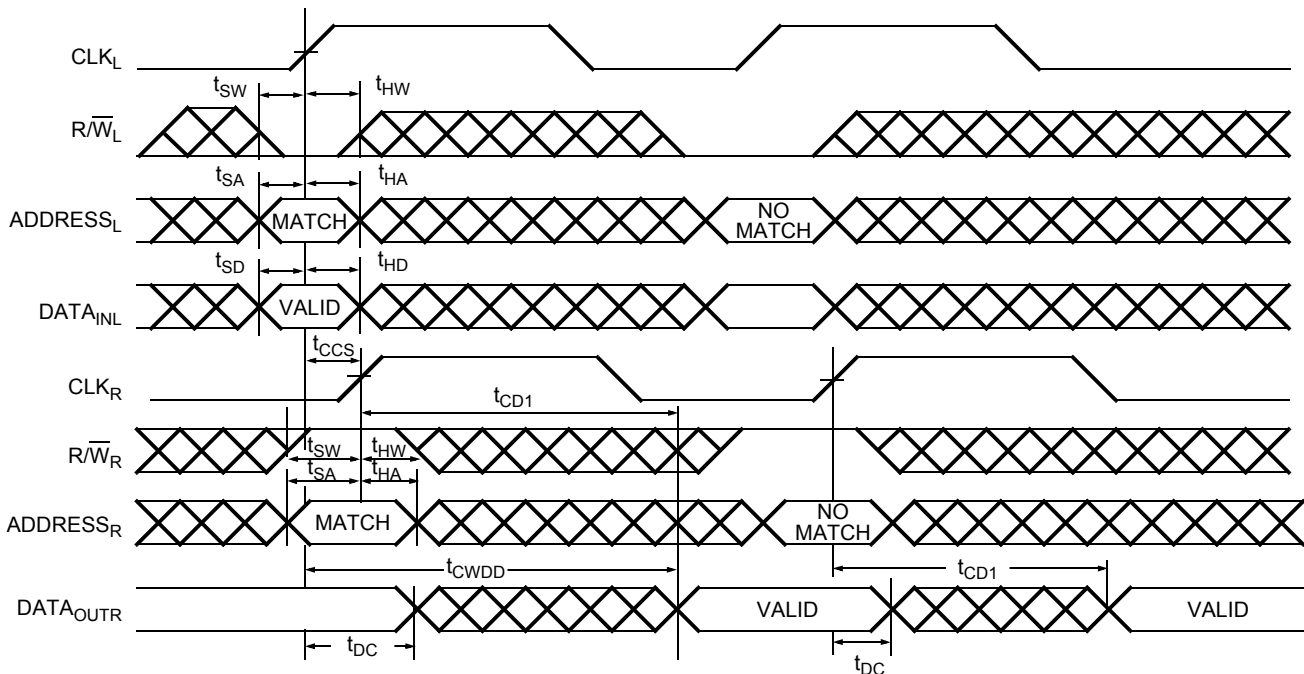 CLK_L
t_SW t_HW
R/W̅_L
t_SA t_HA
ADDRESS_L MATCH NO MATCH
t_SD t_HD
DATA_INL VALID
t_CCS
CLK_R
t_CD1
R/W̅_R t_SW t_HW
t_SA t_HA
ADDRESS_R MATCH NO MATCH
t_CWDD t_CD1
DATA_OUTR VALID VALID
t_DC t_DC